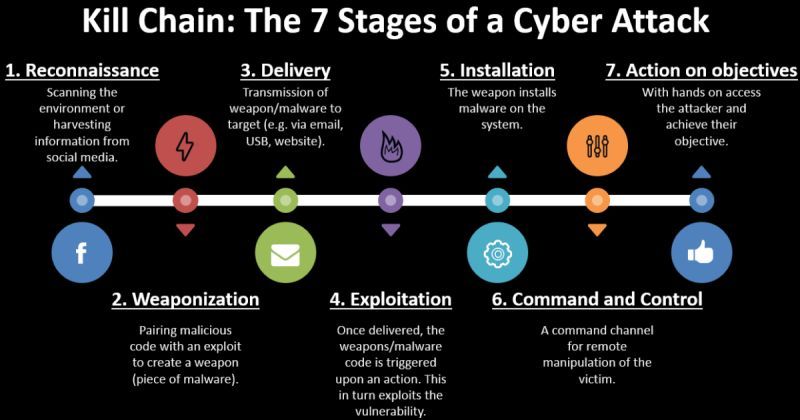 Kill Chain: The 7 Stages of a Cyber Attack
1. Reconnaissance
Scanning the
environment or
harvesting
information from
social media.
2. Weaponization
Pairing malicious
code with an exploit
to create a weapon
(piece of malware).
3. Delivery
Transmission of
weapon/malware to
target (e.g. via email,
USB, website).
4. Exploitation
Once delivered, the
weapons/malware
code is triggered
upon an action. This
in turn exploits the
vulnerability.
5. Installation
The weapon installs
malware on the
system.
6. Command and Control
A command channel
for remote
manipulation of the
victim.
7. Action on objectives
With hands on access
the attacker and
achieve their
objective.
f